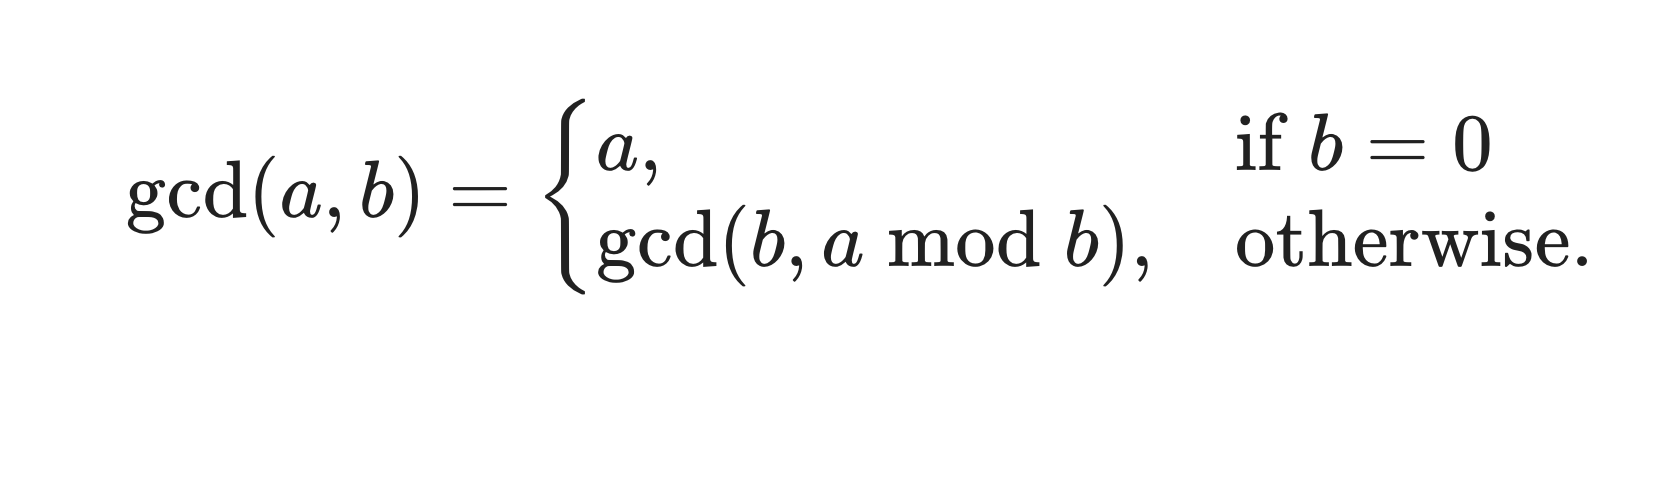 gcd(a, b) = { a, if b = 0
gcd(b, a mod b), otherwise.